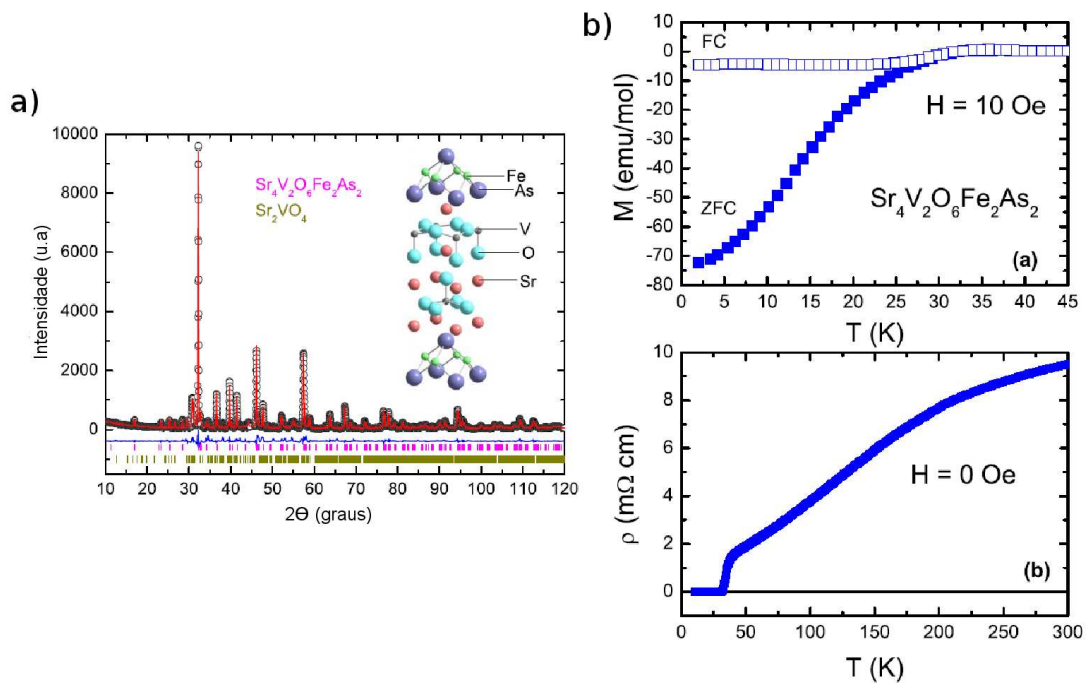 a)
10000
8000
6000
4000
2000
0
Intensidade (u.a)
Sr4V2O6Fe2As2
Sr2VO4
Fe
As
V
O
Sr
10 20 30 40 50 60 70 80 90 100 110 120
2Θ (graus)
b)
10
0
-10
-20
-30
-40
-50
-60
-70
-80
M (emu/mol)
FC
H = 10 Oe
ZFC
Sr4V2O6Fe2As2
(a)
0 5 10 15 20 25 30 35 40 45
T (K)
10
8
6
4
2
0
ρ (mΩ cm)
H = 0 Oe
(b)
0 50 100 150 200 250 300
T (K)